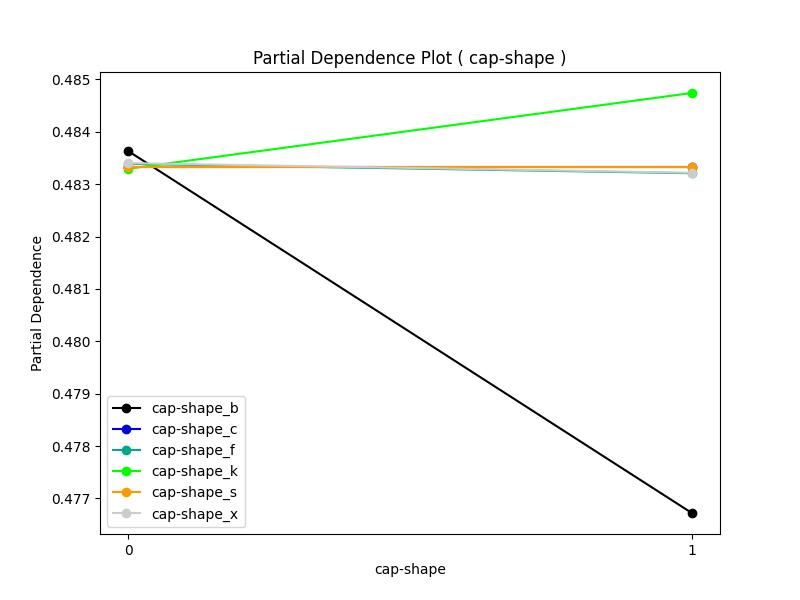 Partial Dependence Plot ( cap-shape )
Partial Dependence
0.485
0.484
0.483
0.482
0.481
0.480
0.479
0.478
0.477
cap-shape_b
cap-shape_c
cap-shape_f
cap-shape_k
cap-shape_s
cap-shape_x
0 1
cap-shape